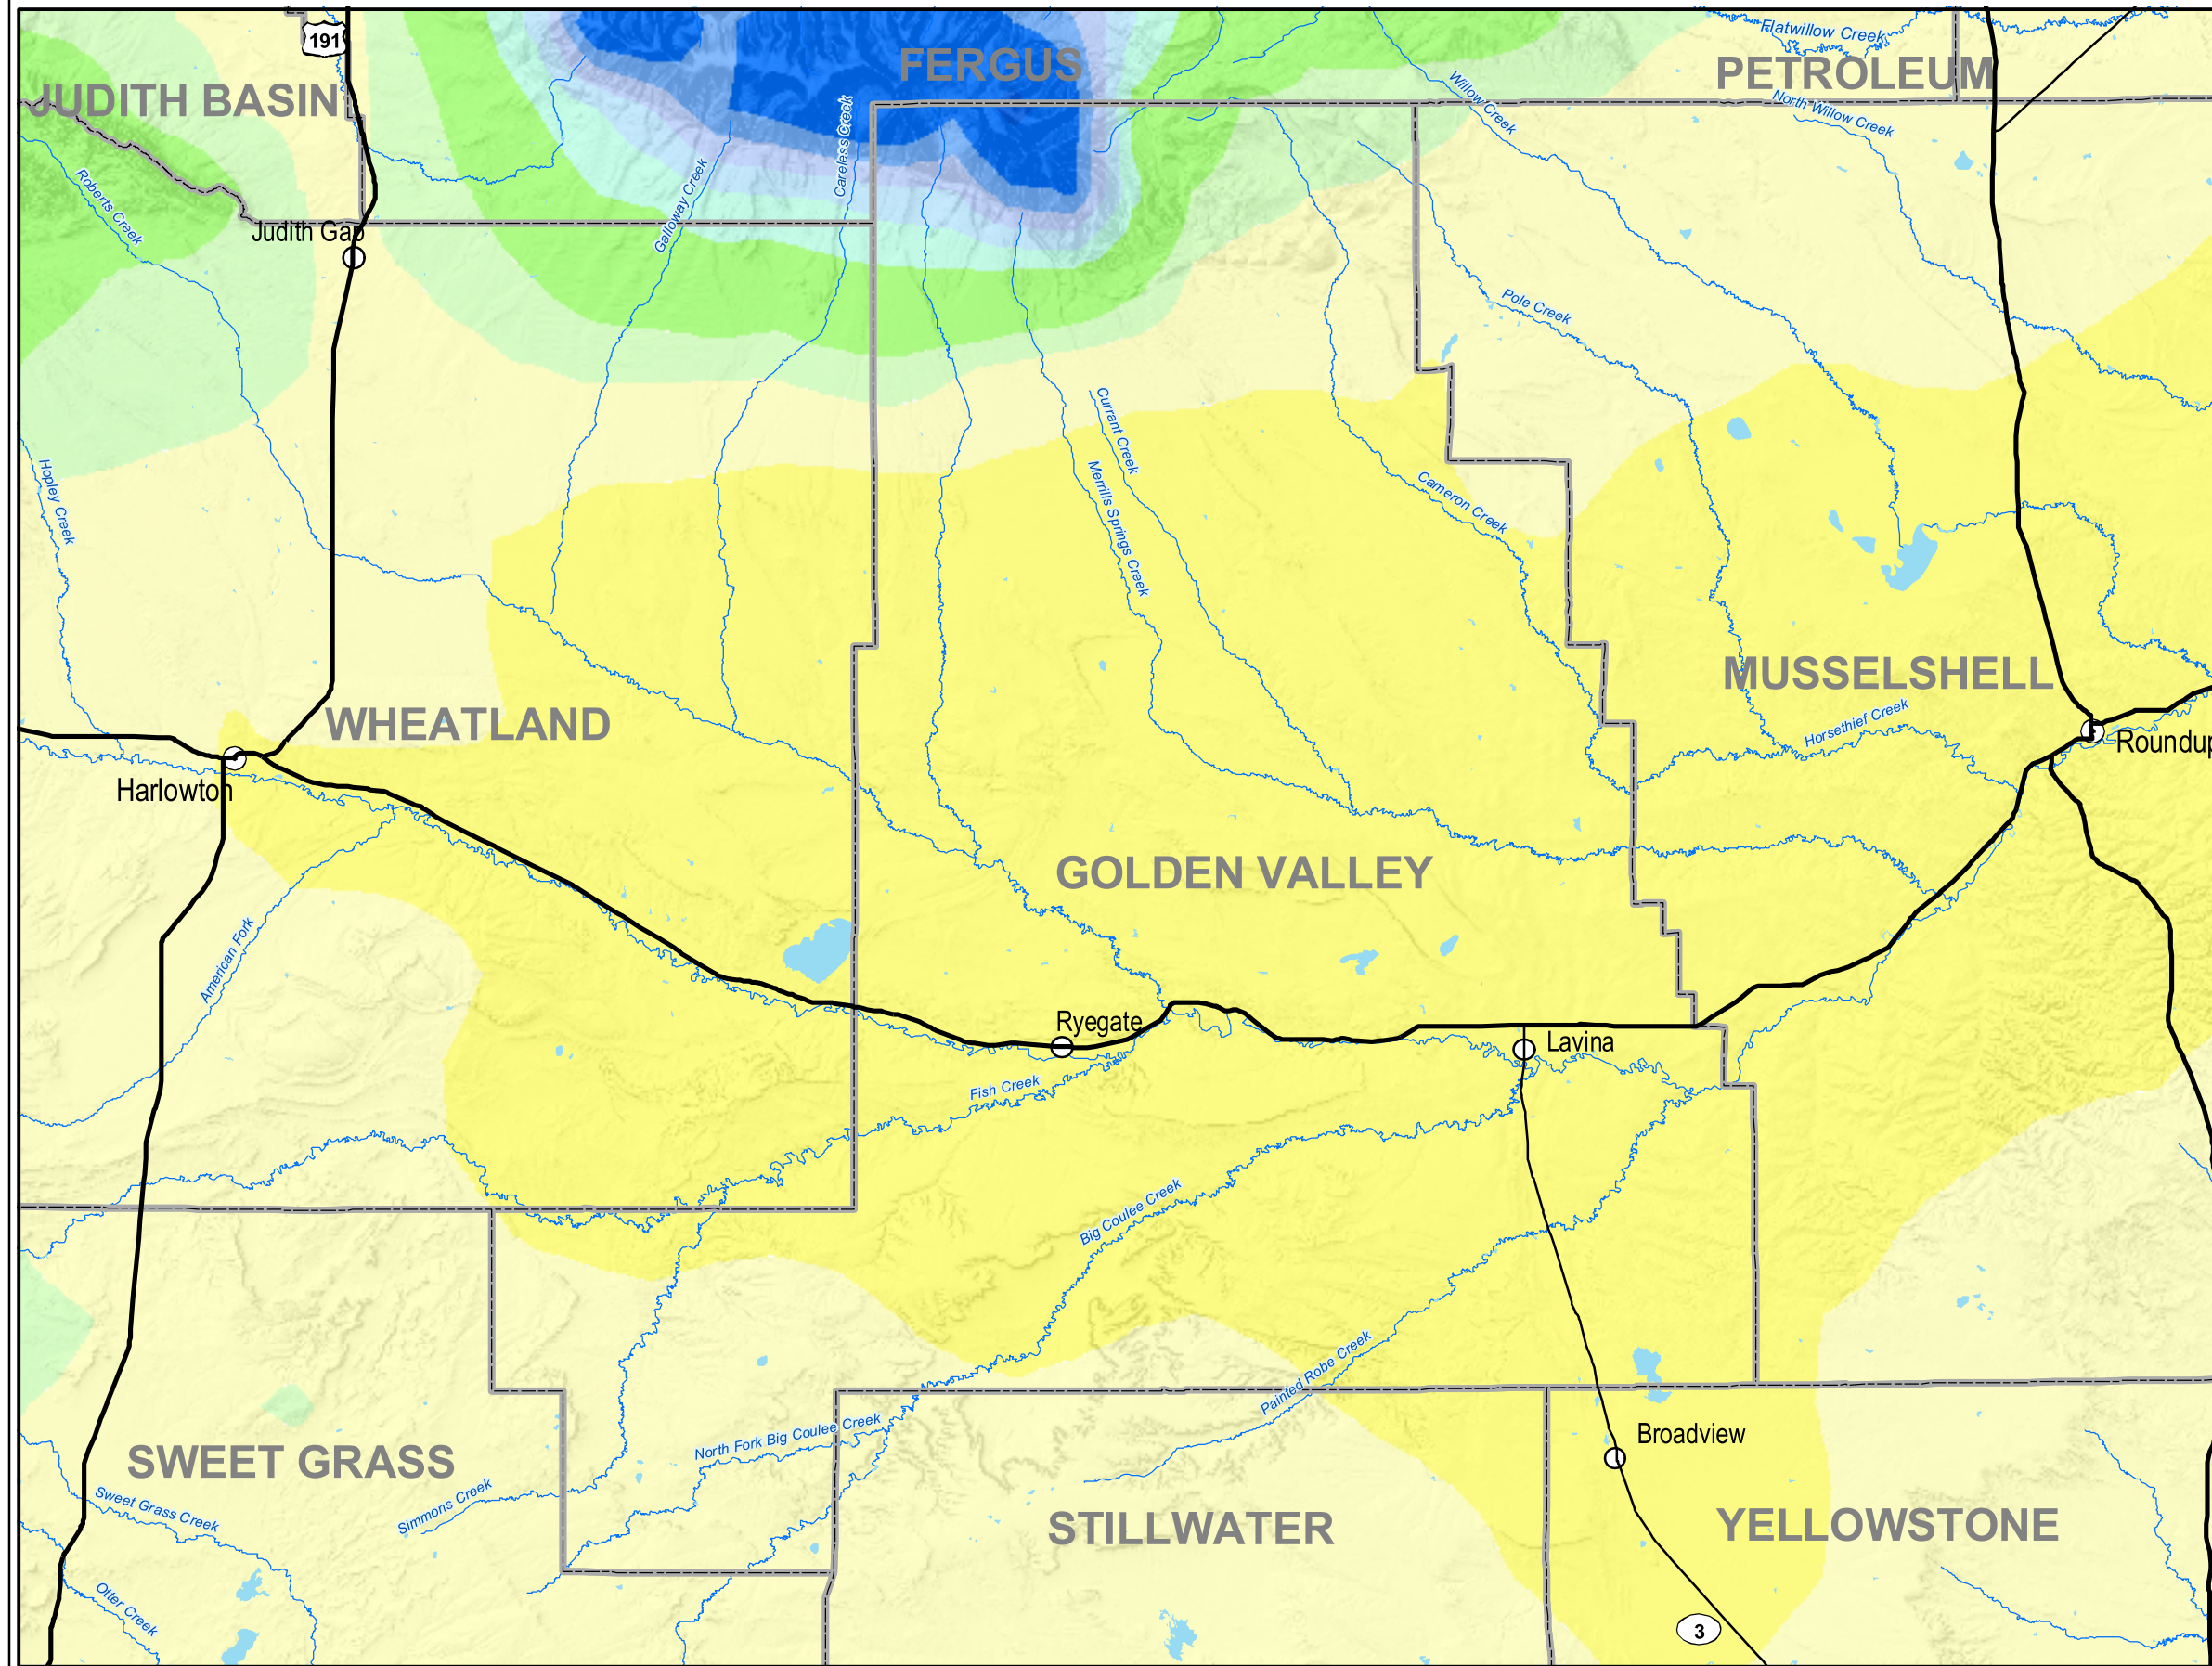 191
FERGUS
Flatwillow Creek
PETROLEUM
JUDITH BASIN
Willow Creek
North Willow Creek
Careless Creek
Galloway Creek
Roberts Creek
Judith Gap
Pole Creek
Currant Creek
Merrills Springs Creek
Cameron Creek
Hopley Creek
MUSSELSHELL
WHEATLAND
Horsethief Creek
Roundup
Harlowton
GOLDEN VALLEY
American Fork
Ryegate
Lavina
Fish Creek
Big Coulee Creek
Painted Robe Creek
North Fork Big Coulee Creek
Broadview
SWEET GRASS
Sweet Grass Creek
Simmons Creek
STILLWATER
YELLOWSTONE
Otter Creek
3